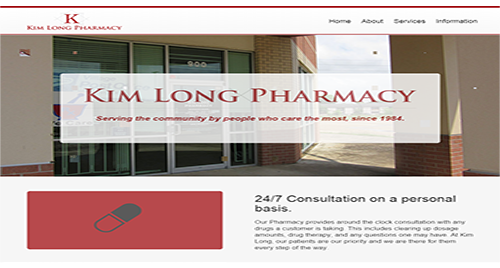 K
KIM LONG PHARMACY
Home About Services Information
900
KIM LONG PHARMACY
Serving the community by people who care the most, since 1984.
24/7 Consultation on a personal
basis.
Our Pharmacy provides around the clock consultation with any
drugs a customer is taking. This includes clearing up dosage
amounts, drug therapy, and any questions one may have. At Kim
Long, our patients are our priority and we are there for them
every step of the way